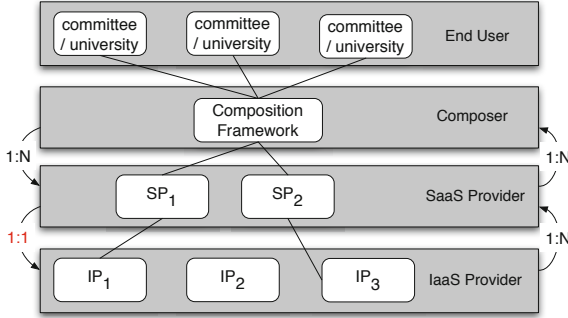 committee
/ university
committee
/ university
committee
/ university
End User
Composition
Framework
Composer
1:N
1:N
SP1
SP2
SaaS Provider
1:1
1:N
IP1
IP2
IP3
IaaS Provider